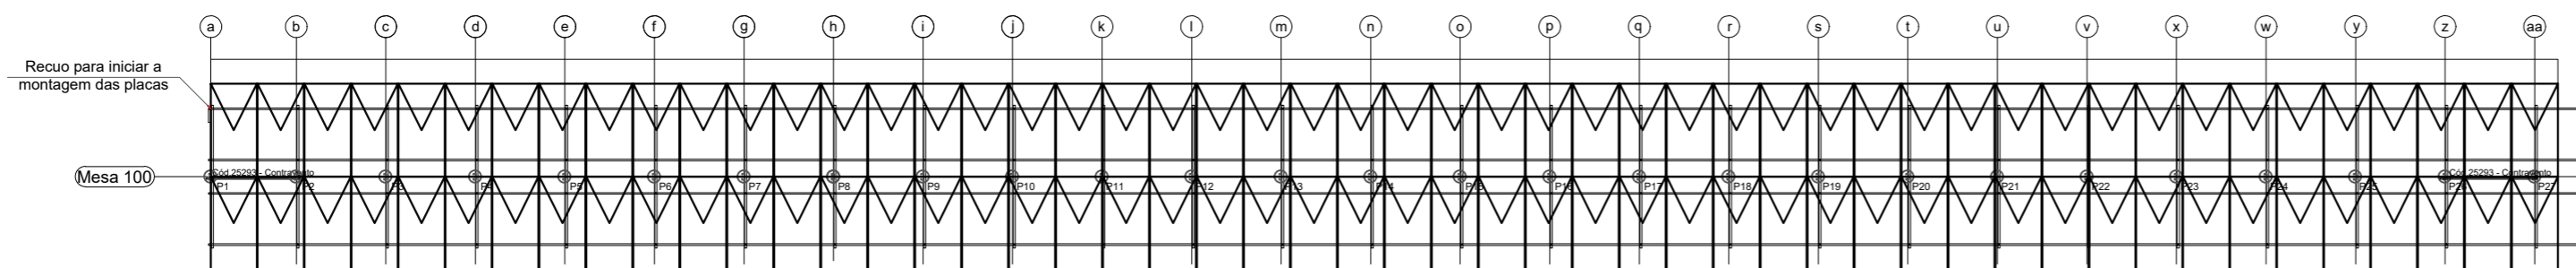 a b c d e f g h i j k l m n o p q r s t u v x w y z aa
Recuo para iniciar a
montagem das placas
Mesa 100
Cód.25293 - Contravento Cód.25293 - Contravento
P1 P2 P3 P4 P5 P6 P7 P8 P9 P10 P11 P12 P13 P14 P15 P16 P17 P18 P19 P20 P21 P22 P23 P24 P25 P26 P27